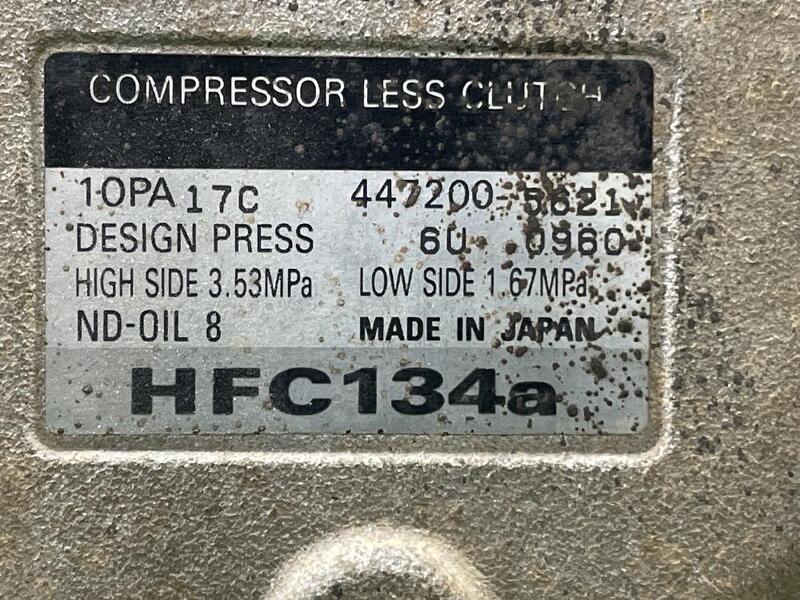 COMPRESSOR LESS CLUTCH
10PA 17C 447200-5621
DESIGN PRESS 6U 0960
HIGH SIDE 3.53MPa LOW SIDE 1.67MPa
ND-OIL 8 MADE IN JAPAN
HFC134a